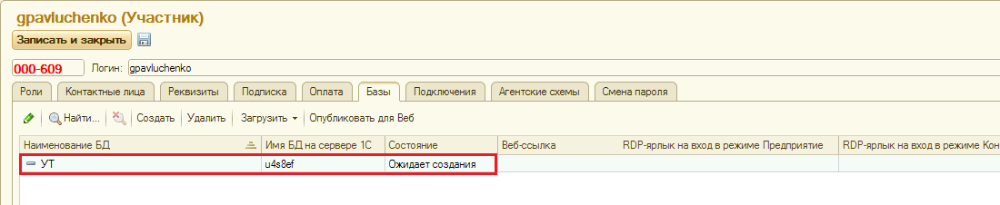 gpavluchenko (Участник)
Записать и закрыть
000-609 Логин: gpavluchenko
Роли Контактные лица Реквизиты Подписка Оплата Базы Подключения Агентские схемы Смена пароля
Найти... Создать Удалить Загрузить Опубликовать для Веб
Наименование БД Имя БД на сервере 1С Состояние Веб-ссылка RDP-ярлык на вход в режиме Предприятие RDP-ярлык на вход в режиме Кон
УТ u4s8ef Ожидает создания